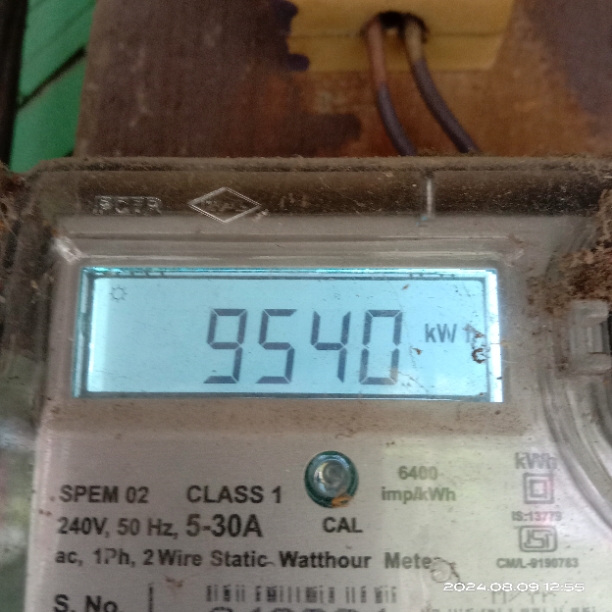 9540 kWh
SPEM 02 CLASS 1
6400
imp/kWh
kWh
240V, 50 Hz, 5-30A CAL
IS:13779
ac, 1Ph, 2 Wire Static Watthour Meter
CM/L-9190783
2024.08.09 12:55
S. No.